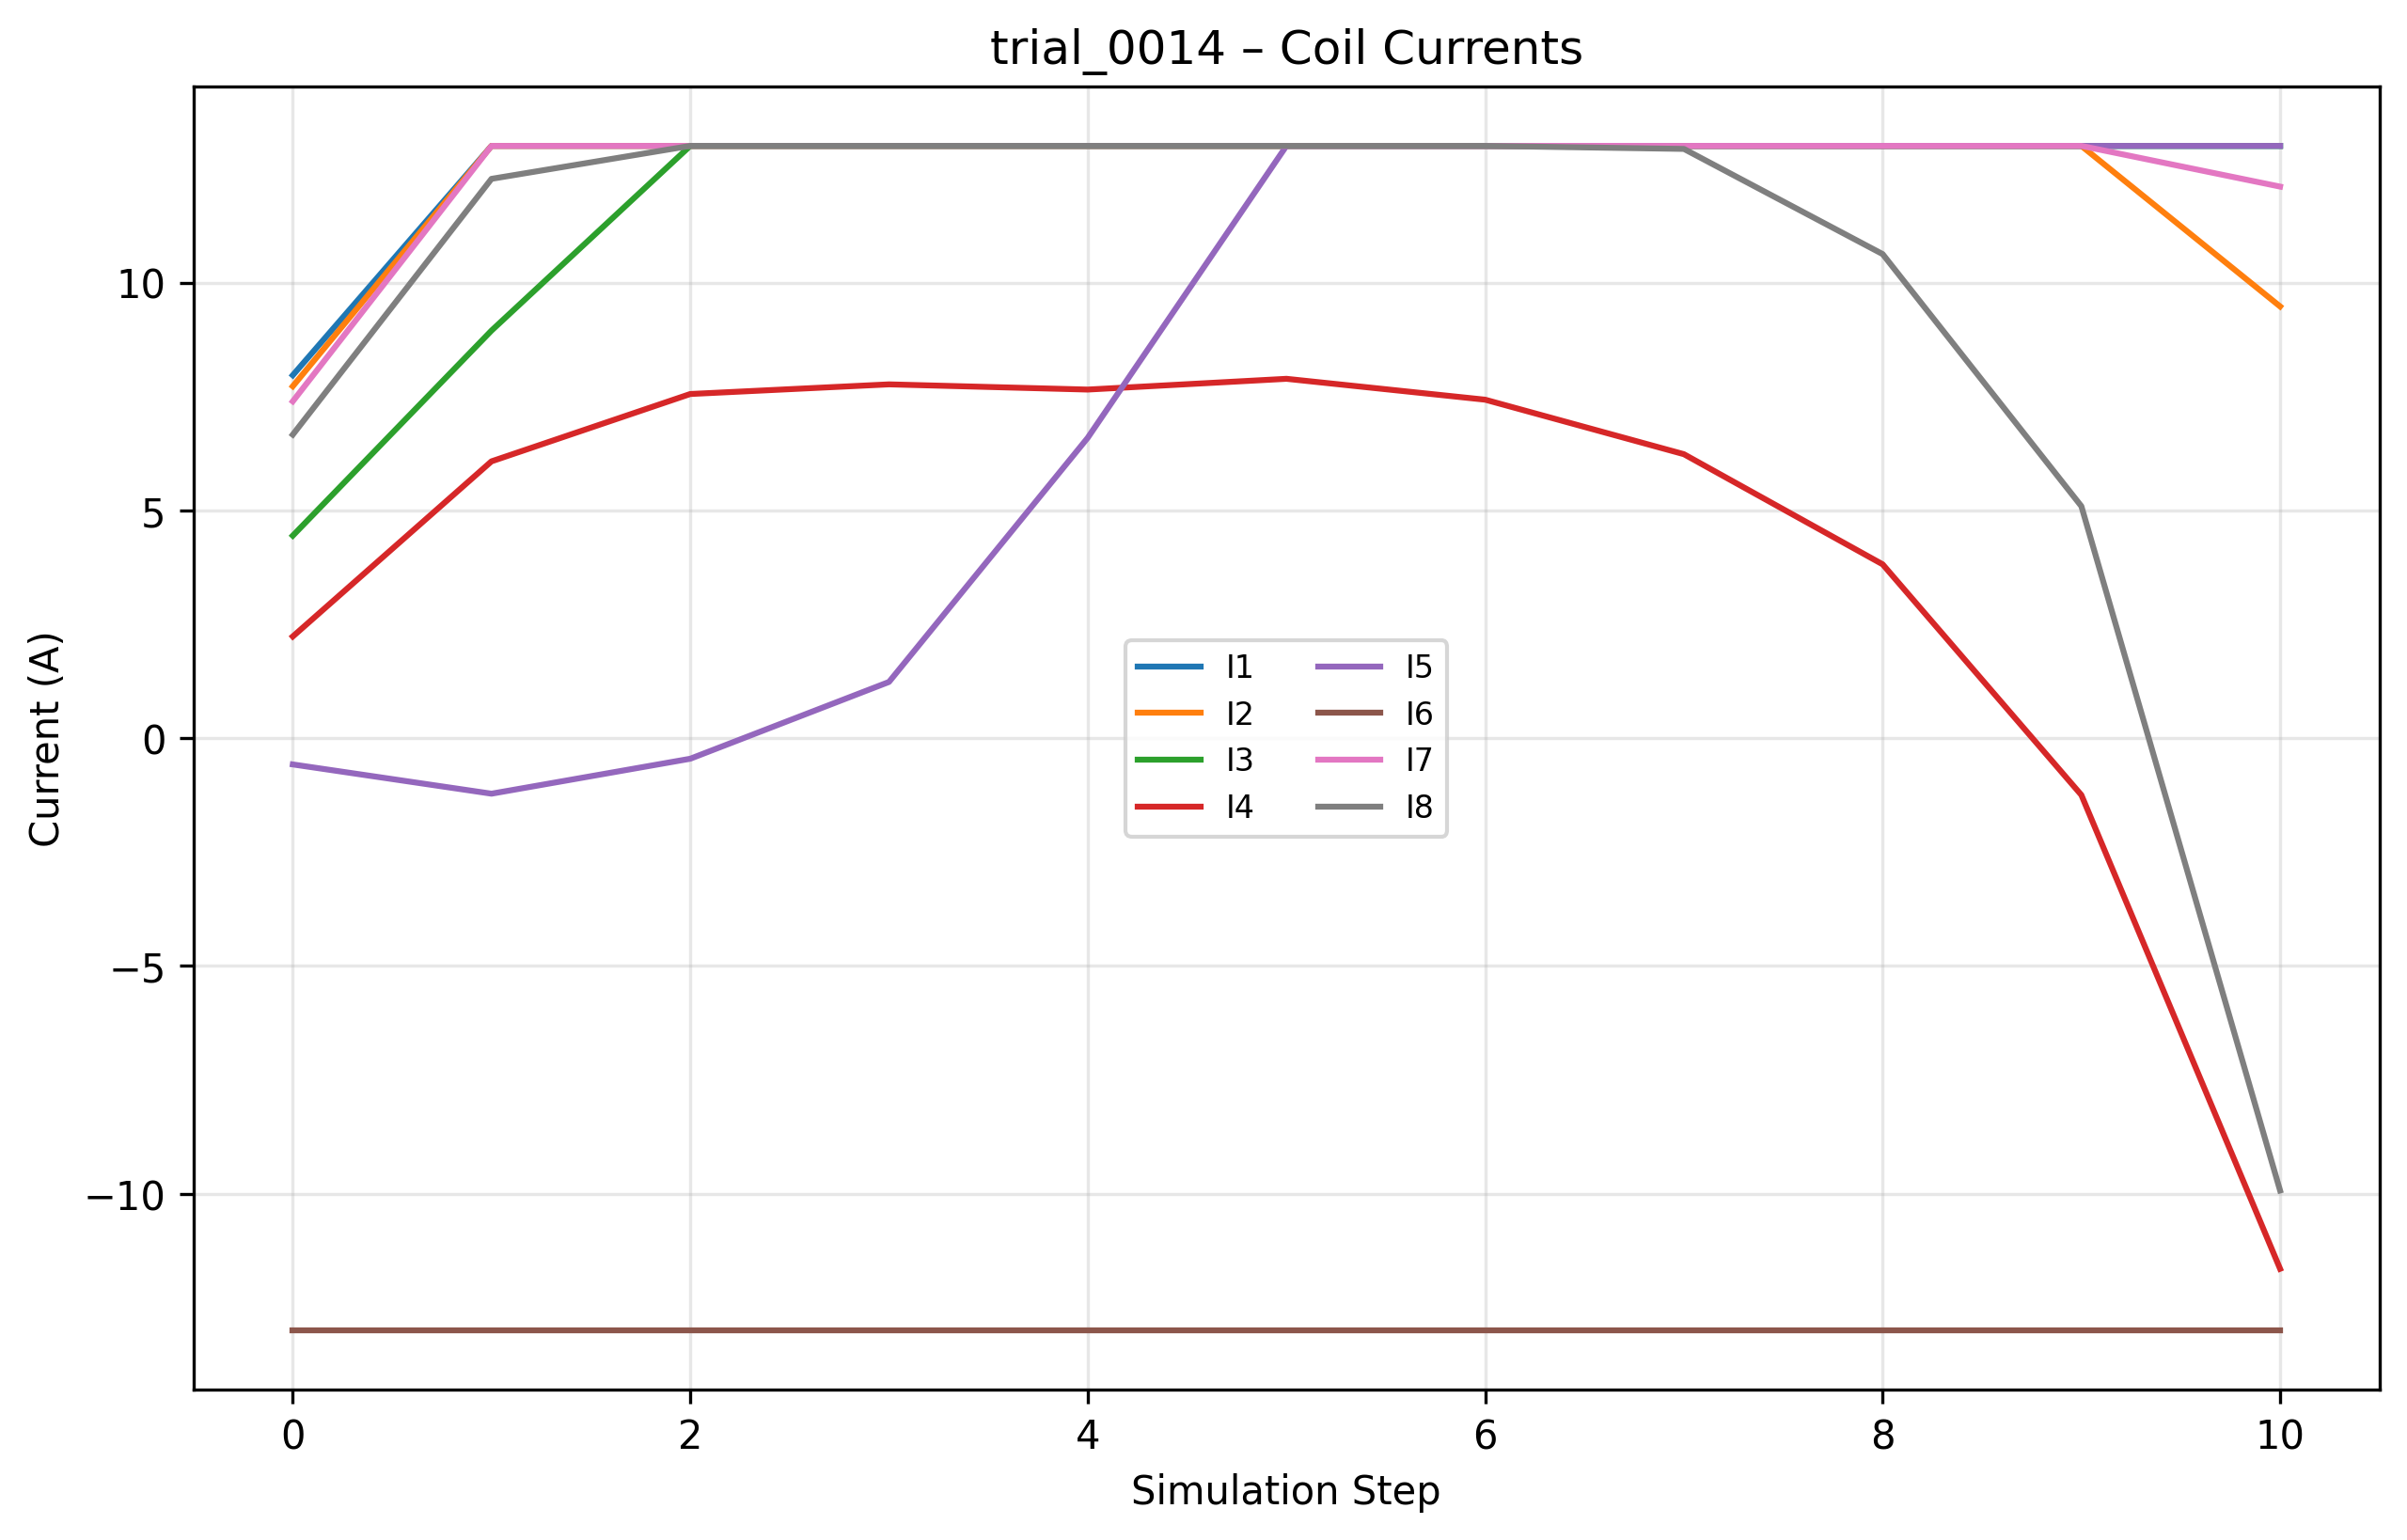 trial_0014 – Coil Currents
Current (A)
10
5
0
−5
−10
I1
I2
I3
I4
I5
I6
I7
I8
0 2 4 6 8 10
Simulation Step